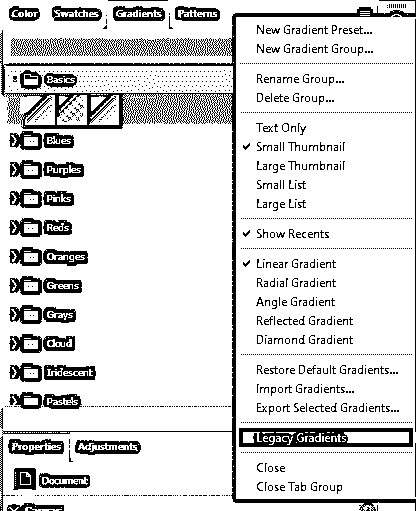 Color Swatches Gradients Patterns
Basics
Blues
Purples
Pinks
Reds
Oranges
Greens
Grays
Cloud
Iridescent
Pastels
Properties Adjustments
Document
New Gradient Preset...
New Gradient Group...
Rename Group...
Delete Group...
Text Only
✓ Small Thumbnail
Large Thumbnail
Small List
Large List
✓ Show Recents
✓ Linear Gradient
Radial Gradient
Angle Gradient
Reflected Gradient
Diamond Gradient
Restore Default Gradients...
Import Gradients...
Export Selected Gradients...
Legacy Gradients
Close
Close Tab Group